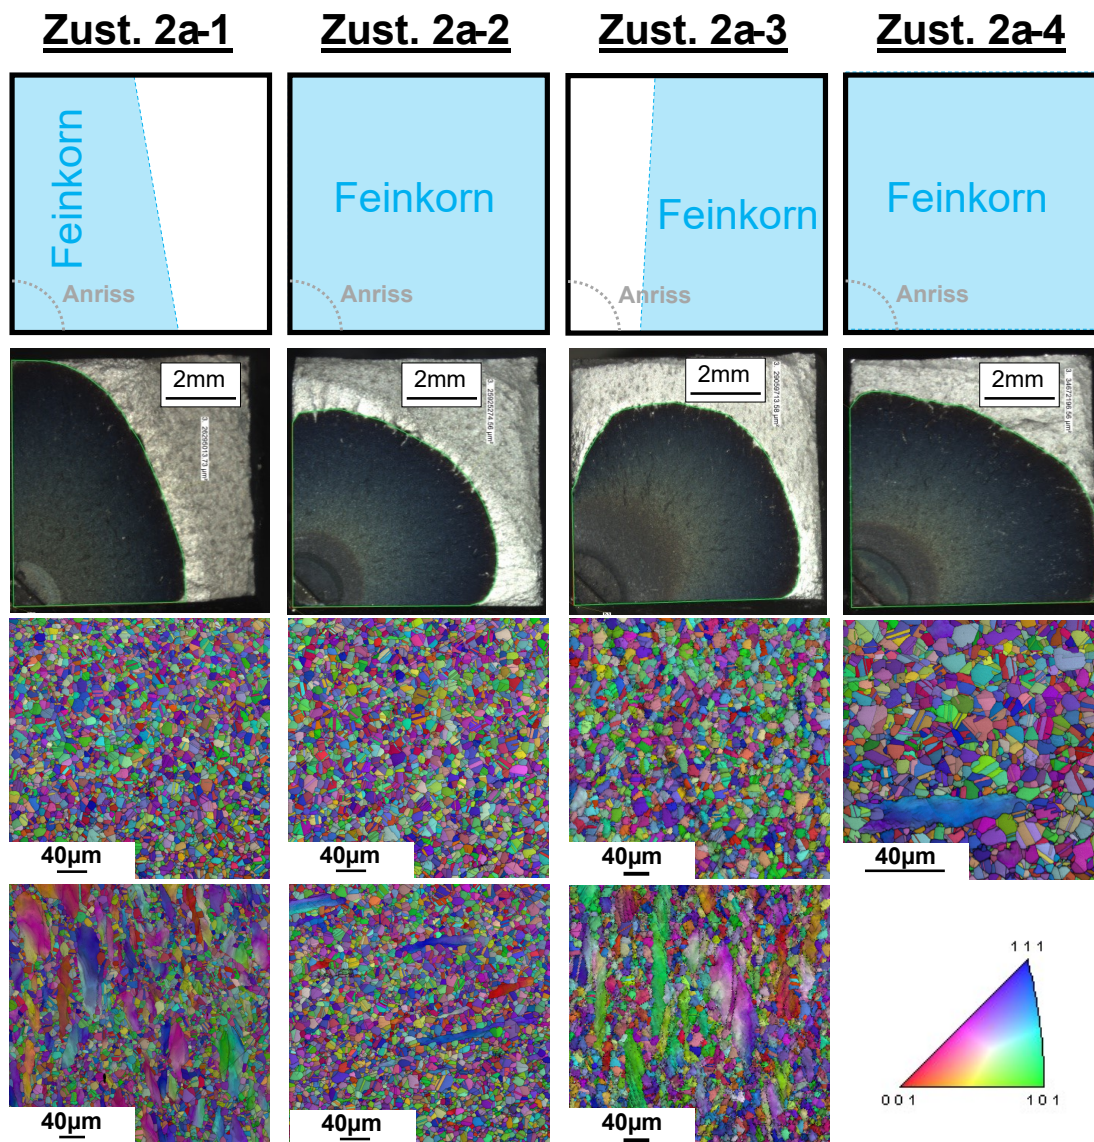 Zust. 2a-1
Zust. 2a-2
Zust. 2a-3
Zust. 2a-4
Feinkorn
Feinkorn
Feinkorn
Feinkorn
Anriss
Anriss
Anriss
Anriss
2mm
2mm
2mm
2mm
40µm
40µm
40µm
40µm
111
001
101
40µm
40µm
40µm